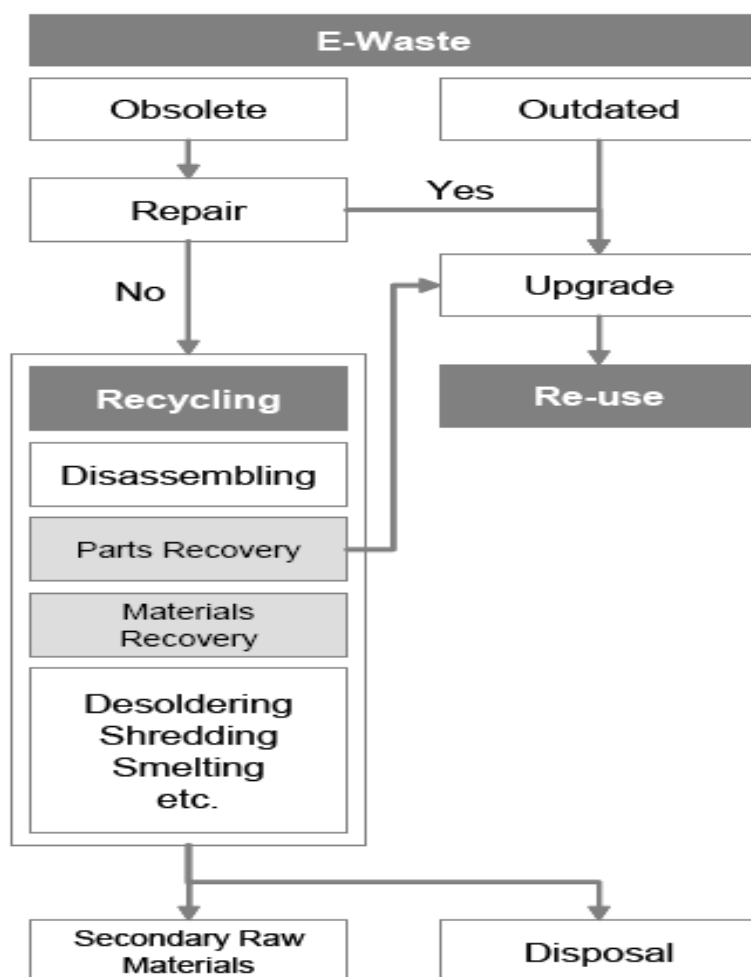 E-Waste
Obsolete
Outdated
Repair
Yes
Upgrade
No
Re-use
Recycling
Disassembling
Parts Recovery
Materials
Recovery
Desoldering
Shredding
Smelting
etc.
Secondary Raw
Materials
Disposal